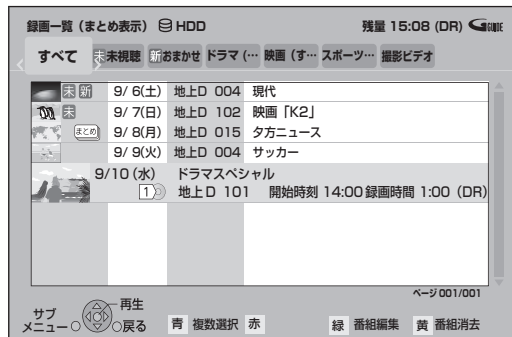 録画一覧（まとめ表示） HDD 残量 15:08 (DR) GGUIDE
すべて 未 未視聴 新 おまかせ ドラマ（… 映画（す… スポーツ… 撮影ビデオ
未 新 9/ 6(土) 地上D 004 現代
未 9/ 7(日) 地上D 102 映画「K2」
まとめ 9/ 8(月) 地上D 015 夕方ニュース
9/ 9(火) 地上D 004 サッカー
9/10 (水) ドラマスペシャル
1 地上D 101 開始時刻 14:00 録画時間 1:00（DR）
ページ 001/001
サブ
メニュー
再生
戻る
青 複数選択 赤 緑 番組編集 黄 番組消去